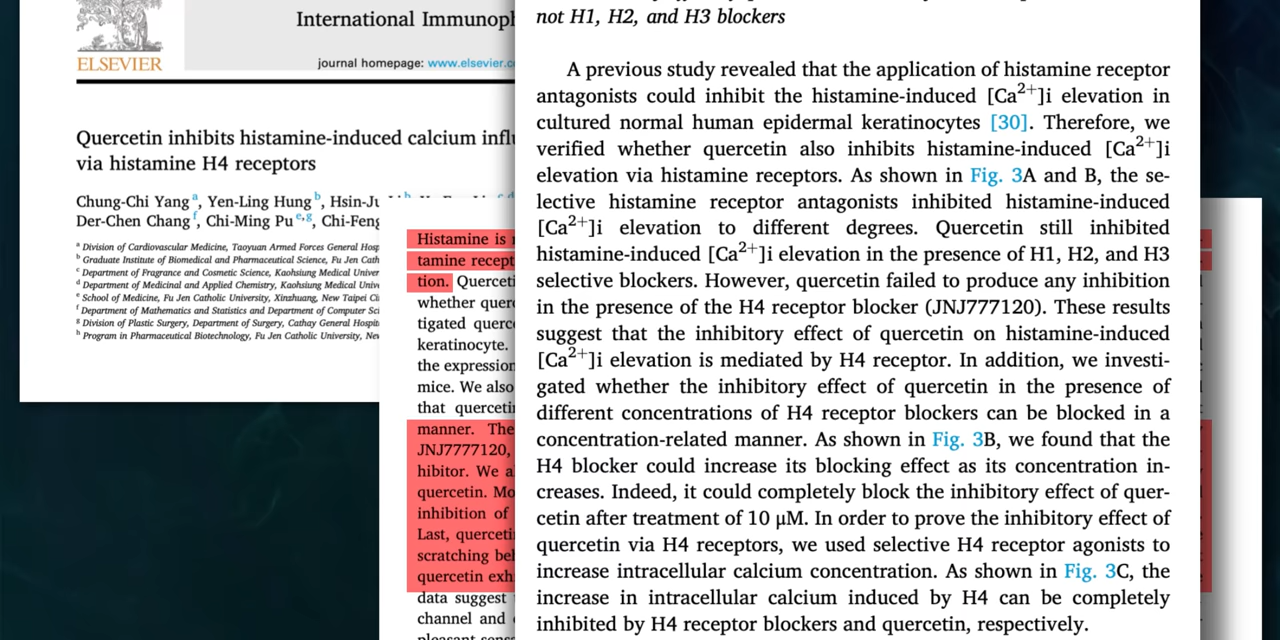 International Immunop
ELSEVIER
journal homepage: www.elsevier.c
Quercetin inhibits histamine-induced calcium influ
via histamine H4 receptors
Chung-Chi Yang a, Yen-Ling Hung b, Hsin-Ju
Der-Chen Chang f, Chi-Ming Pu e,g, Chi-Feng
a Division of Cardiovascular Medicine, Taoyuan Armed Forces General Hosp
b Graduate Institute of Biomedical and Pharmaceutical Science, Fu Jen Cath
c Department of Fragrance and Cosmetic Science, Kaohsiung Medical Univer
d Department of Medicinal and Applied Chemistry, Kaohsiung Medical Unive
e School of Medicine, Fu Jen Catholic University, Xinzhuang, New Taipei Ci
f Department of Mathematics and Statistics and Department of Computer Sci
g Division of Plastic Surgery, Department of Surgery, Cathay General Hospit
h Program in Pharmaceutical Biotechnology, Fu Jen Catholic University, New
Histamine is
tamine recept
tion. Querceti
whether quer
tigated querc
keratinocyte.
the expression
mice. We also
that querceti
manner. The
JNJ7777120,
hibitor. We a
quercetin. Mo
inhibition of
Last, querceti
scratching bel
quercetin exh
data suggest
channel and
not H1, H2, and H3 blockers
A previous study revealed that the application of histamine receptor
antagonists could inhibit the histamine-induced [Ca2+]i elevation in
cultured normal human epidermal keratinocytes [30]. Therefore, we
verified whether quercetin also inhibits histamine-induced [Ca2+]i
elevation via histamine receptors. As shown in Fig. 3A and B, the se-
lective histamine receptor antagonists inhibited histamine-induced
[Ca2+]i elevation to different degrees. Quercetin still inhibited
histamine-induced [Ca2+]i elevation in the presence of H1, H2, and H3
selective blockers. However, quercetin failed to produce any inhibition
in the presence of the H4 receptor blocker (JNJ777120). These results
suggest that the inhibitory effect of quercetin on histamine-induced
[Ca2+]i elevation is mediated by H4 receptor. In addition, we investi-
gated whether the inhibitory effect of quercetin in the presence of
different concentrations of H4 receptor blockers can be blocked in a
concentration-related manner. As shown in Fig. 3B, we found that the
H4 blocker could increase its blocking effect as its concentration in-
creases. Indeed, it could completely block the inhibitory effect of quer-
cetin after treatment of 10 μM. In order to prove the inhibitory effect of
quercetin via H4 receptors, we used selective H4 receptor agonists to
increase intracellular calcium concentration. As shown in Fig. 3C, the
increase in intracellular calcium induced by H4 can be completely
inhibited by H4 receptor blockers and quercetin, respectively.